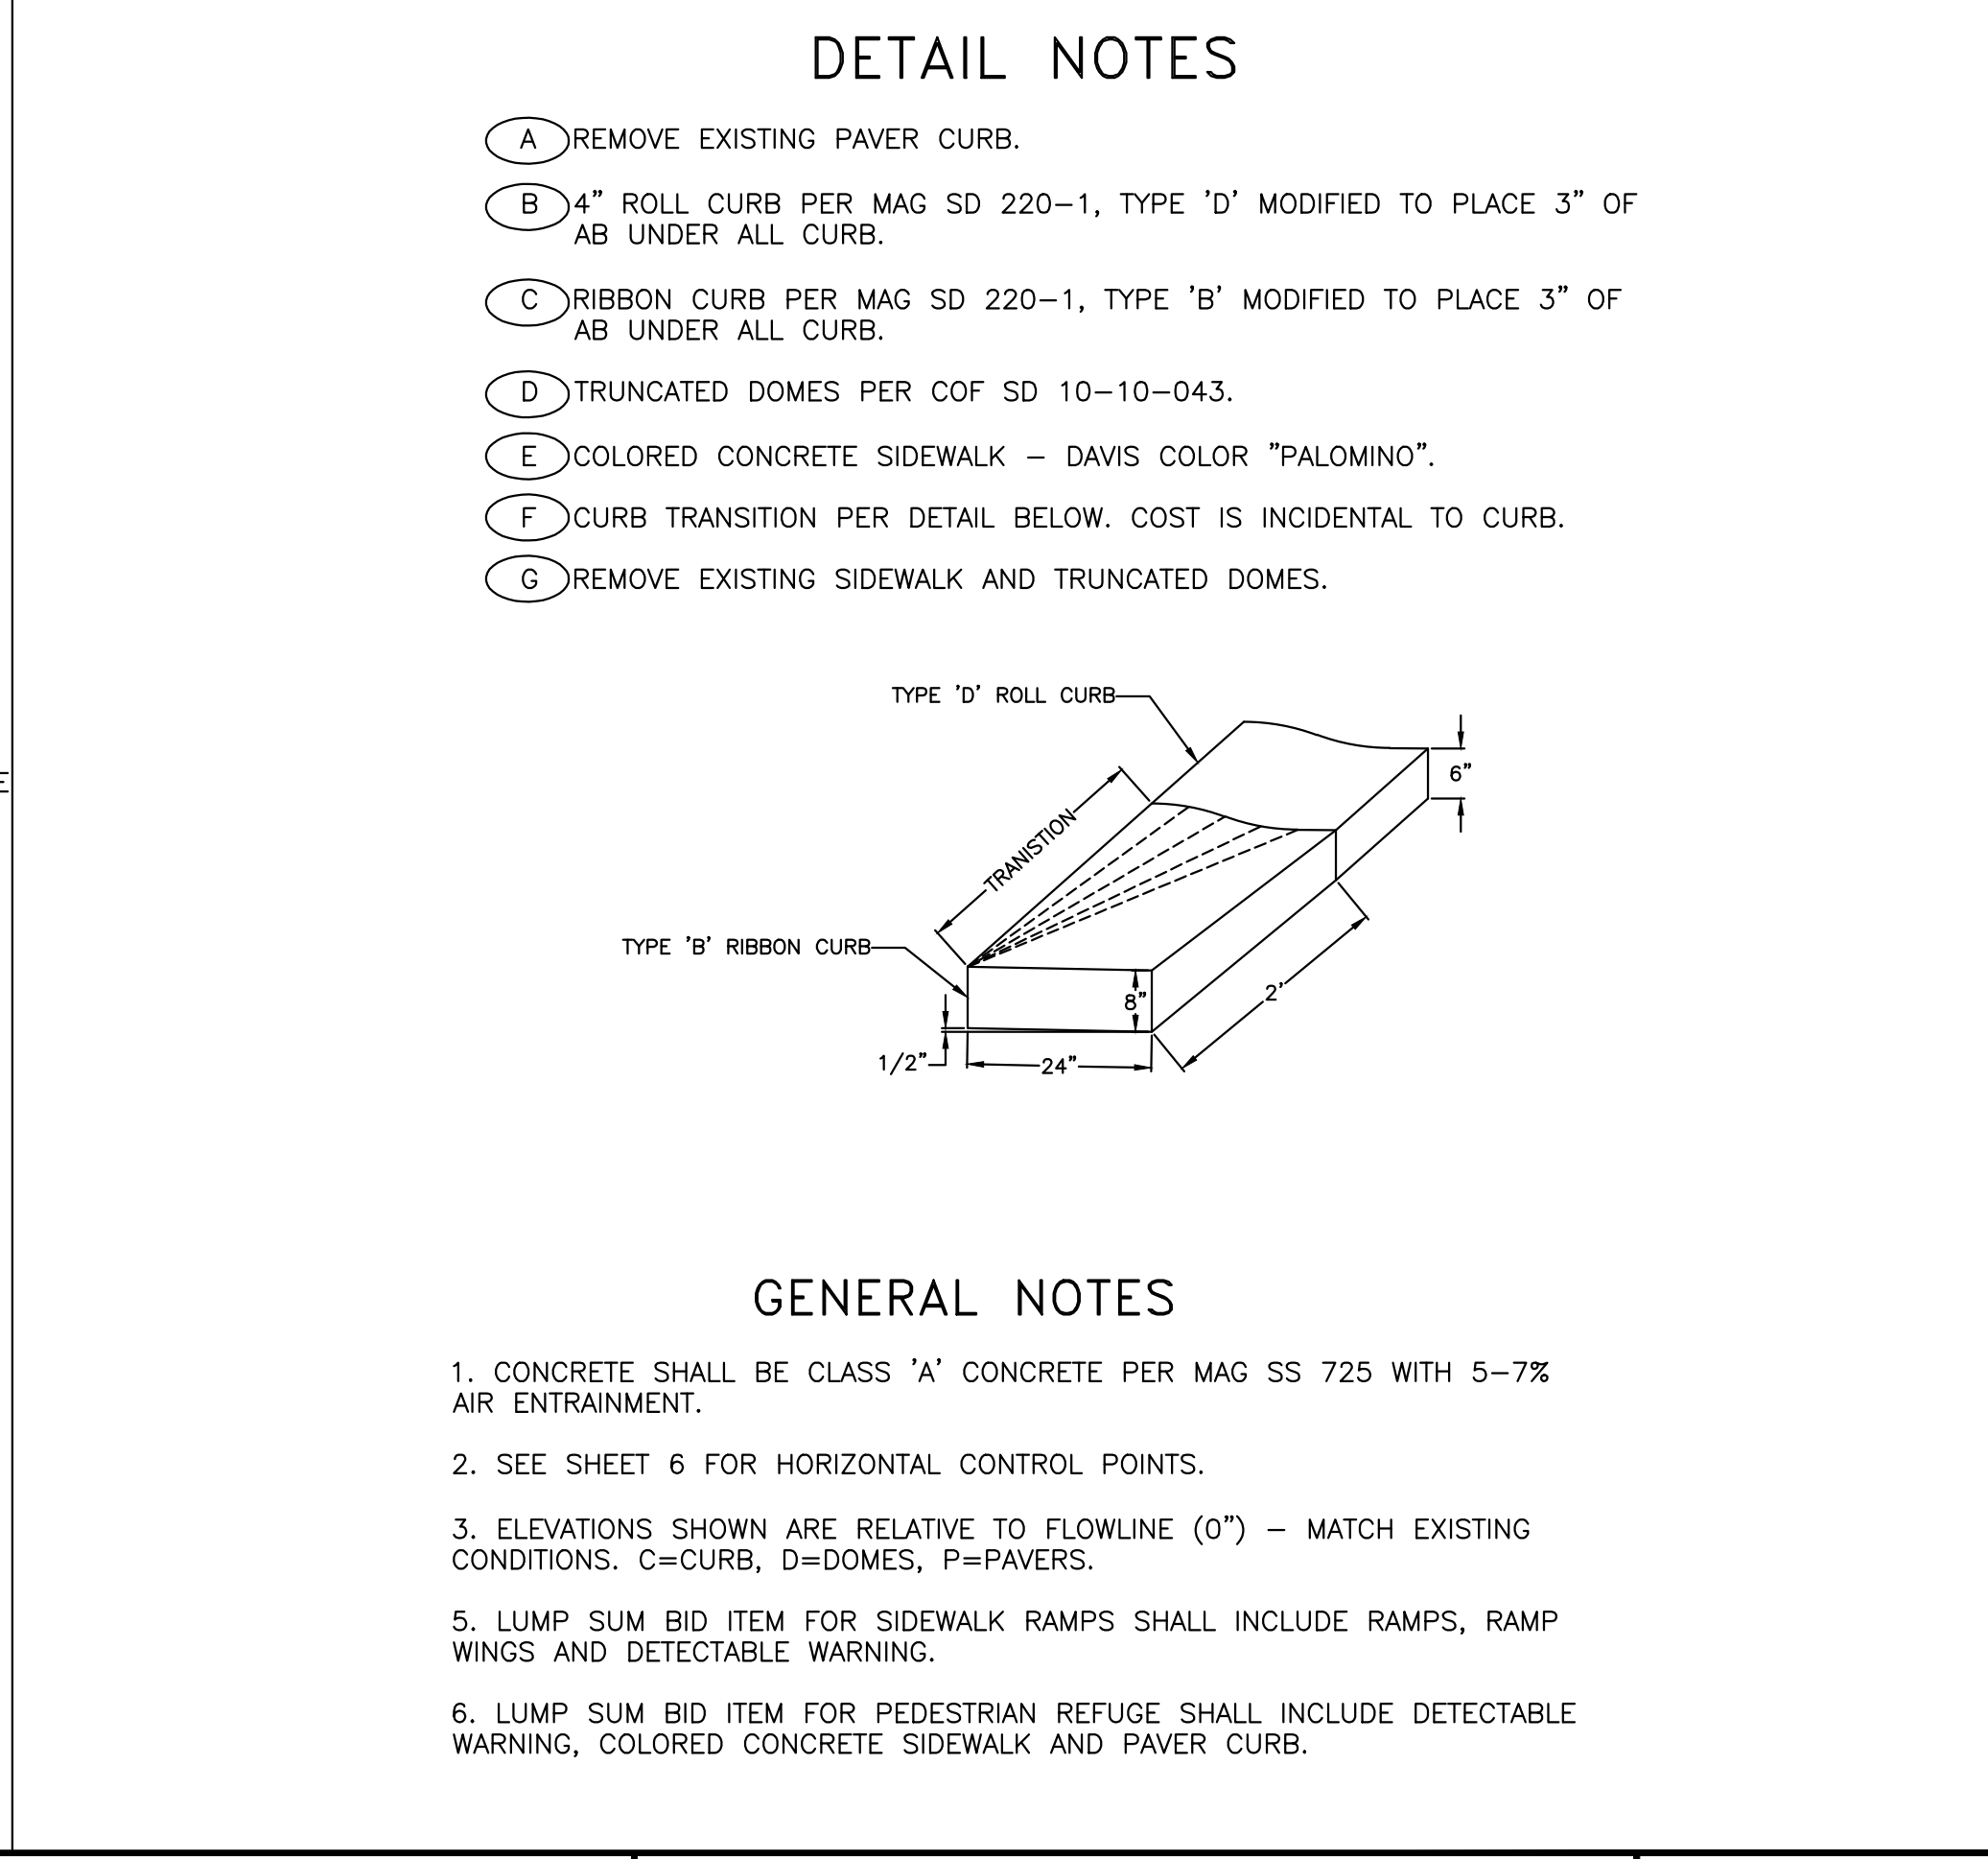 DETAIL NOTES
A REMOVE EXISTING PAVER CURB.
B 4" ROLL CURB PER MAG SD 220-1, TYPE 'D' MODIFIED TO PLACE 3" OF
AB UNDER ALL CURB.
C RIBBON CURB PER MAG SD 220-1, TYPE 'B' MODIFIED TO PLACE 3" OF
AB UNDER ALL CURB.
D TRUNCATED DOMES PER COF SD 10-10-043.
E COLORED CONCRETE SIDEWALK - DAVIS COLOR "PALOMINO".
F CURB TRANSITION PER DETAIL BELOW. COST IS INCIDENTAL TO CURB.
G REMOVE EXISTING SIDEWALK AND TRUNCATED DOMES.
TYPE 'D' ROLL CURB
6"
TRANISTION
TYPE 'B' RIBBON CURB
8"
2'
1/2"
24"
GENERAL NOTES
1. CONCRETE SHALL BE CLASS 'A' CONCRETE PER MAG SS 725 WITH 5-7%
AIR ENTRAINMENT.
2. SEE SHEET 6 FOR HORIZONTAL CONTROL POINTS.
3. ELEVATIONS SHOWN ARE RELATIVE TO FLOWLINE (0") - MATCH EXISTING
CONDITIONS. C=CURB, D=DOMES, P=PAVERS.
5. LUMP SUM BID ITEM FOR SIDEWALK RAMPS SHALL INCLUDE RAMPS, RAMP
WINGS AND DETECTABLE WARNING.
6. LUMP SUM BID ITEM FOR PEDESTRIAN REFUGE SHALL INCLUDE DETECTABLE
WARNING, COLORED CONCRETE SIDEWALK AND PAVER CURB.